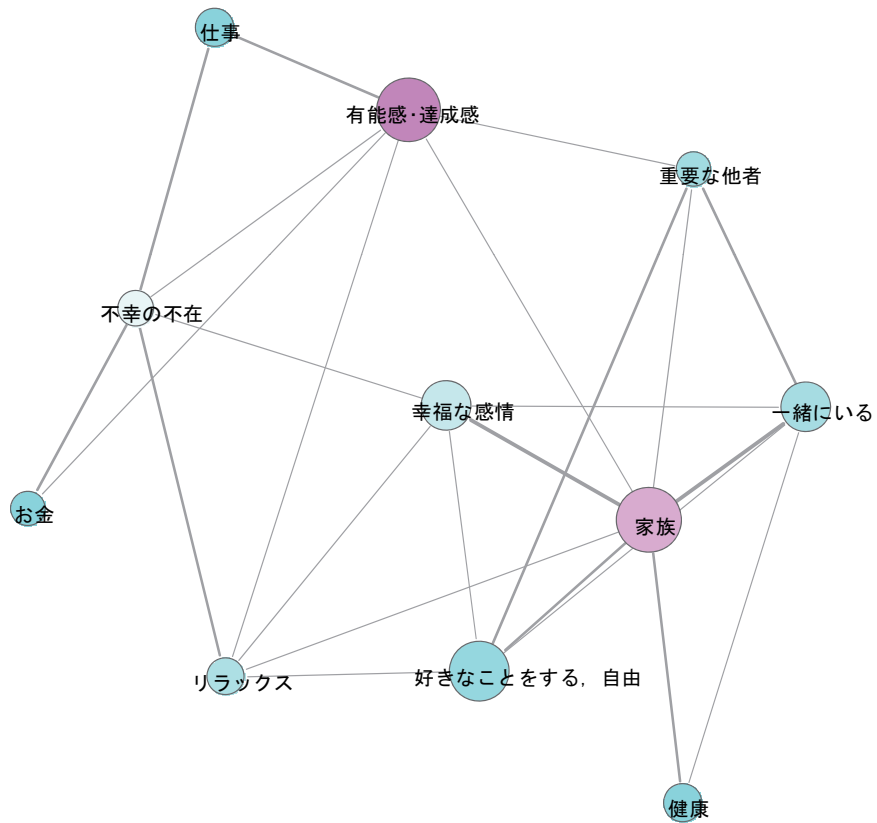 仕事
有能感・達成感
重要な他者
不幸の不在
幸福な感情
一緒にいる
お金
家族
リラックス
好きなことをする，自由
健康